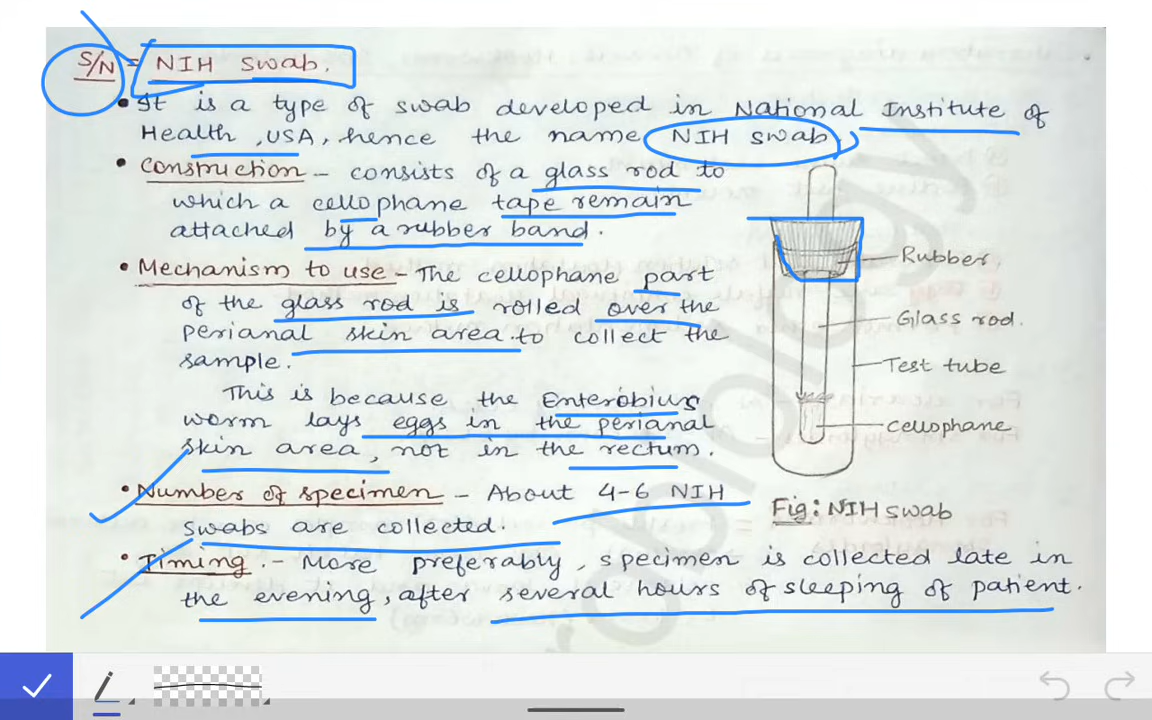 S/N = NIH Swab.
• It is a type of swab developed in National Institute of
Health, USA, hence the name NIH swab.
• Construction - consists of a glass rod to
which a cellophane tape remain
attached by a rubber band.
• Mechanism to use - The cellophane part
of the glass rod is rolled over the
perianal skin area to collect the
sample.
This is because the Enterobius
worm lays eggs in the perianal
skin area, not in the rectum.
• Number of specimen - About 4-6 NIH
swabs are collected.
• Timing - More preferably, specimen is collected late in
the evening, after several hours of sleeping of patient.
Rubber
Glass rod.
Test tube
cellophane
Fig: NIH swab
robiology